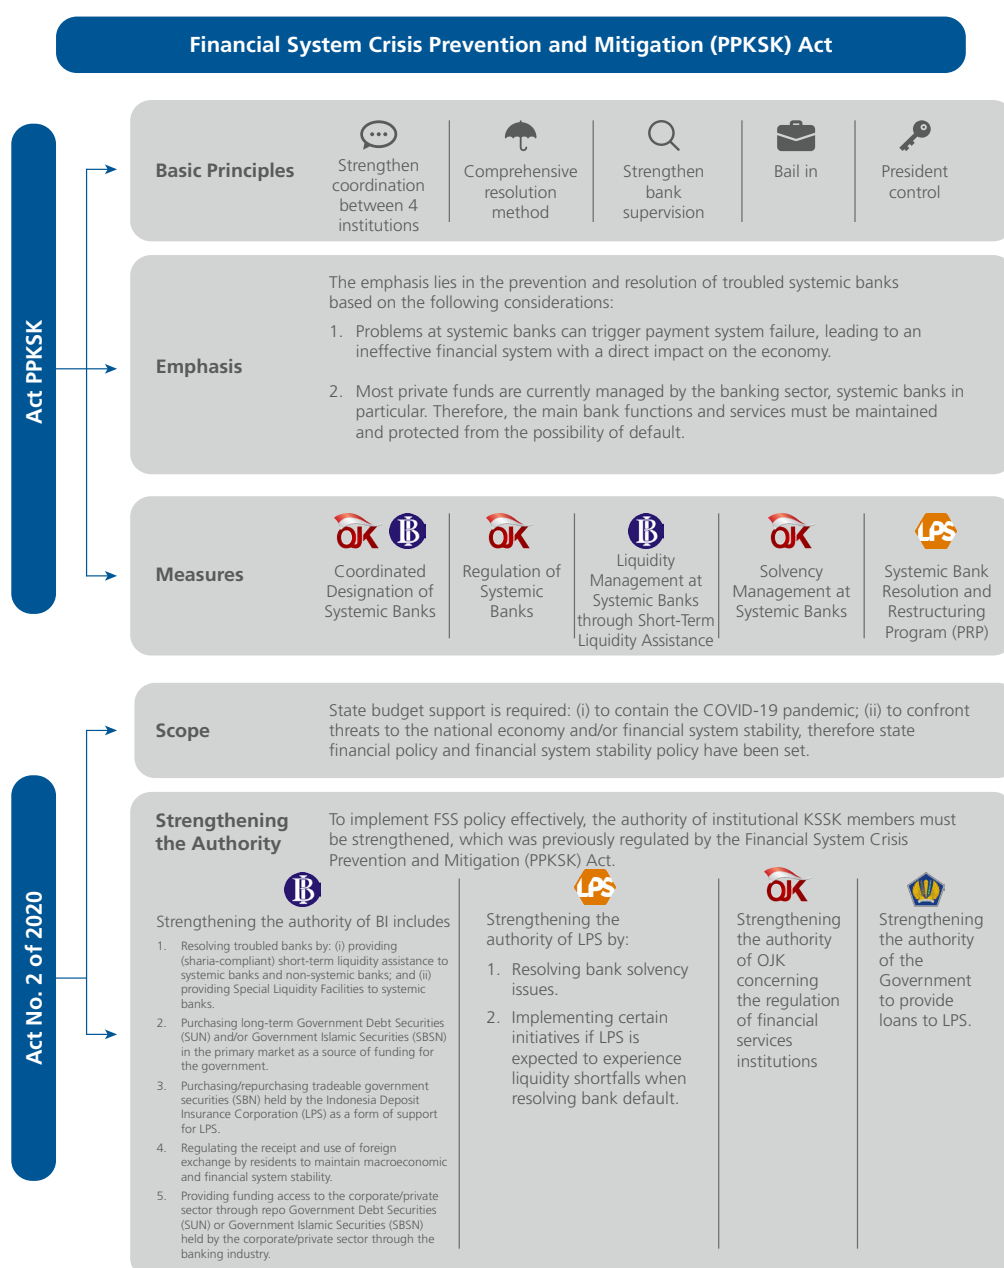 Financial System Crisis Prevention and Mitigation (PPKSK) Act
Act PPKSK
Basic Principles
Strengthen
coordination
between 4
institutions
Comprehensive
resolution
method
Strengthen
bank
supervision
Bail in
President
control
Emphasis
The emphasis lies in the prevention and resolution of troubled systemic banks
based on the following considerations:
1. Problems at systemic banks can trigger payment system failure, leading to an
ineffective financial system with a direct impact on the economy.
2. Most private funds are currently managed by the banking sector, systemic banks in
particular. Therefore, the main bank functions and services must be maintained
and protected from the possibility of default.
Measures
OJK
Coordinated
Designation of
Systemic Banks
OJK
Regulation of
Systemic
Banks
Liquidity
Management at
Systemic Banks
through Short-Term
Liquidity Assistance
OJK
Solvency
Management at
Systemic Banks
LPS
Systemic Bank
Resolution and
Restructuring
Program (PRP)
Act No. 2 of 2020
Scope
State budget support is required: (i) to contain the COVID-19 pandemic; (ii) to confront
threats to the national economy and/or financial system stability, therefore state
financial policy and financial system stability policy have been set.
Strengthening
the Authority
To implement FSS policy effectively, the authority of institutional KSSK members must
be strengthened, which was previously regulated by the Financial System Crisis
Prevention and Mitigation (PPKSK) Act.
Strengthening the authority of BI includes
1. Resolving troubled banks by: (i) providing
(sharia-compliant) short-term liquidity assistance to
systemic banks and non-systemic banks; and (ii)
providing Special Liquidity Facilities to systemic
banks.
2. Purchasing long-term Government Debt Securities
(SUN) and/or Government Islamic Securities (SBSN)
in the primary market as a source of funding for
the government.
3. Purchasing/repurchasing tradeable government
securities (SBN) held by the Indonesia Deposit
Insurance Corporation (LPS) as a form of support
for LPS.
4. Regulating the receipt and use of foreign
exchange by residents to maintain macroeconomic
and financial system stability.
5. Providing funding access to the corporate/private
sector through repo Government Debt Securities
(SUN) or Government Islamic Securities (SBSN)
held by the corporate/private sector through the
banking industry.
LPS
Strengthening the
authority of LPS by:
1. Resolving bank solvency
issues.
2. Implementing certain
initiatives if LPS is
expected to experience
liquidity shortfalls when
resolving bank default.
OJK
Strengthening
the authority
of OJK
concerning
the regulation
of financial
services
institutions
Strengthening
the authority
of the
Government
to provide
loans to LPS.